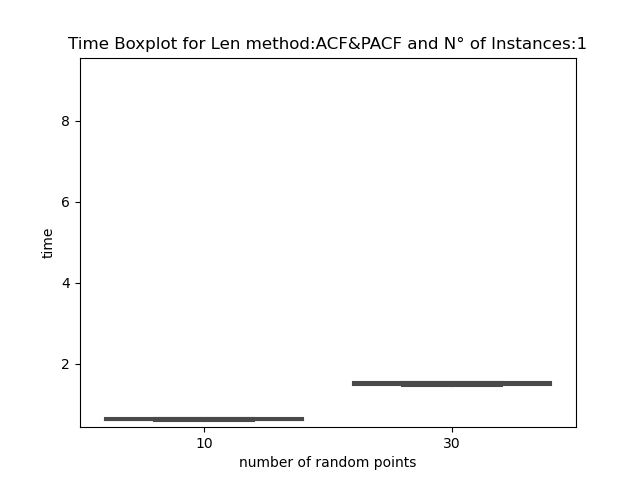 Time Boxplot for Len method:ACF&PACF and N° of Instances:1
8
6
4
2
time
10
30
number of random points